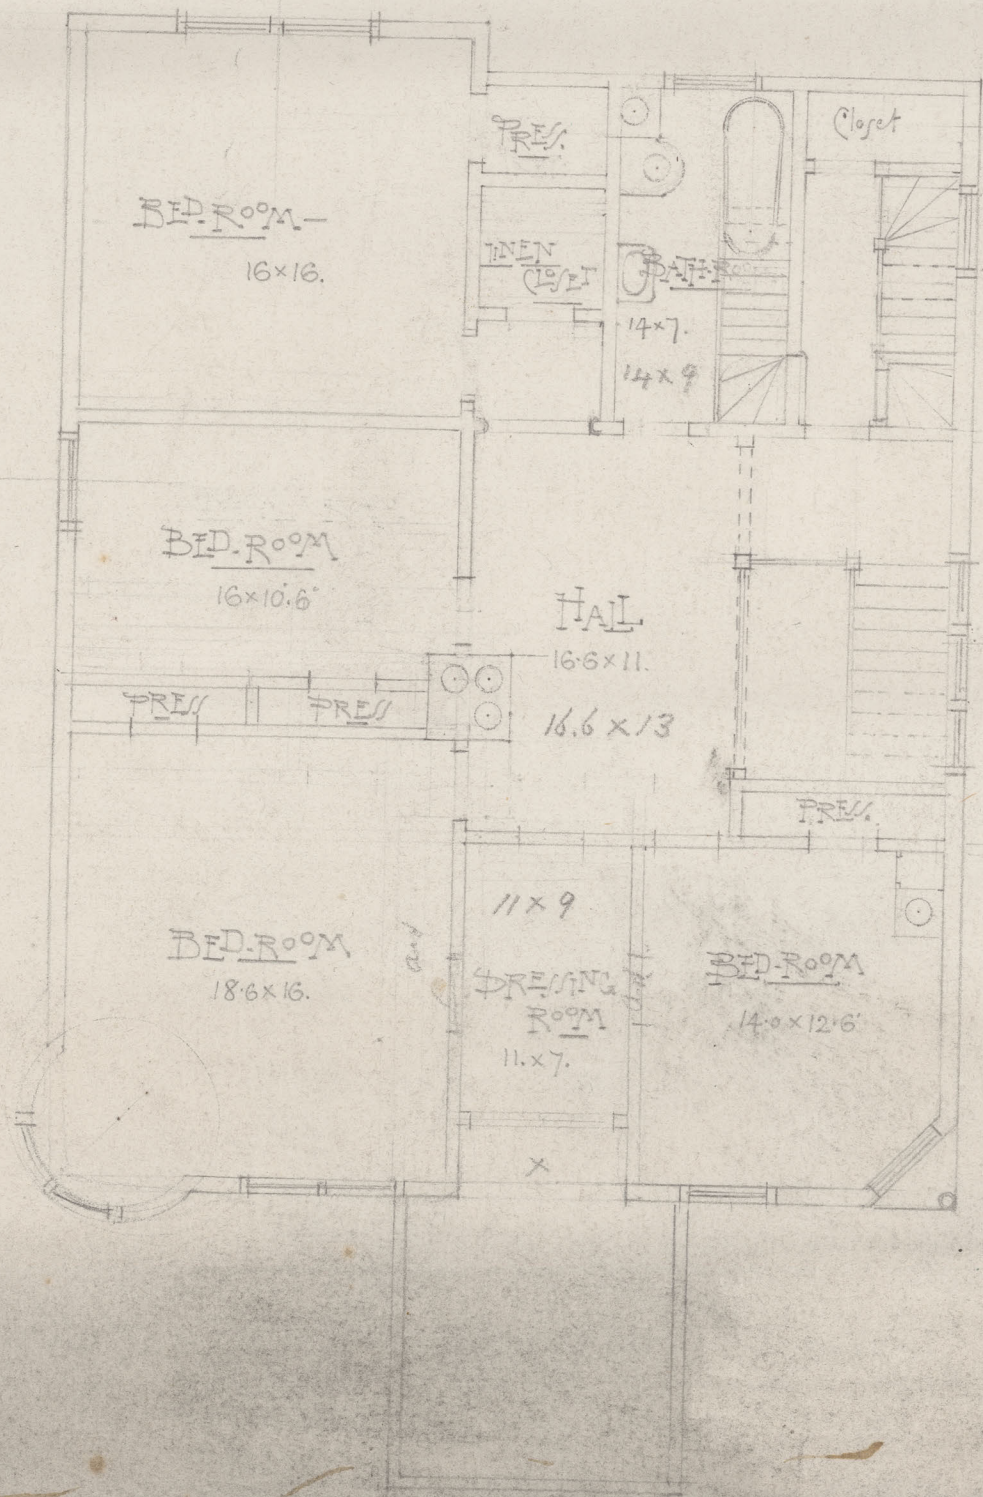 PRES.
Closet
BED-ROOM-
16×16.
LINEN
CLOSET
BATH-ROOM
14×7.
14×9
BED-ROOM
16×10.6"
HALL
16.6×11.
16.6×13
PRESS
PRESS
PRESS.
11×9
BED-ROOM
18.6×16.
DRESSING
ROOM
11.×7.
BED-ROOM
14.0×12.6"
X